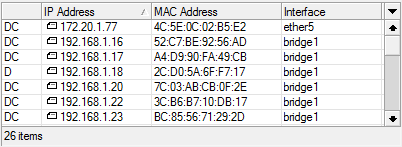 IP Address MAC Address Interface
DC 172.20.1.77 4C:5E:0C:02:B5:E2 ether5
DC 192.168.1.16 52:C7:BE:92:56:AD bridge1
DC 192.168.1.17 A4:D9:90:FA:49:CB bridge1
D 192.168.1.18 2C:D0:5A:6F:F7:17 bridge1
DC 192.168.1.20 7C:03:AB:CB:0F:2E bridge1
DC 192.168.1.22 3C:B6:B7:10:DB:17 bridge1
DC 192.168.1.23 BC:85:56:71:29:2D bridge1
26 items